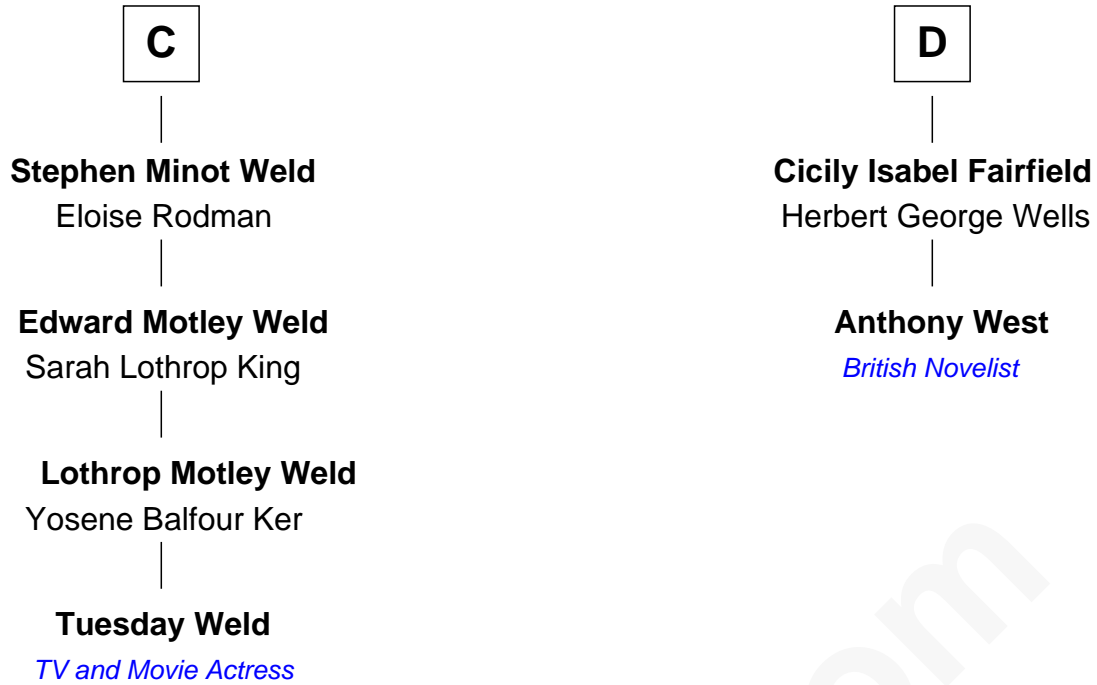 C
Stephen Minot Weld
Eloise Rodman
Edward Motley Weld
Sarah Lothrop King
Lothrop Motley Weld
Yosene Balfour Ker
Tuesday Weld
TV and Movie Actress
D
Cicily Isabel Fairfield
Herbert George Wells
Anthony West
British Novelist
om